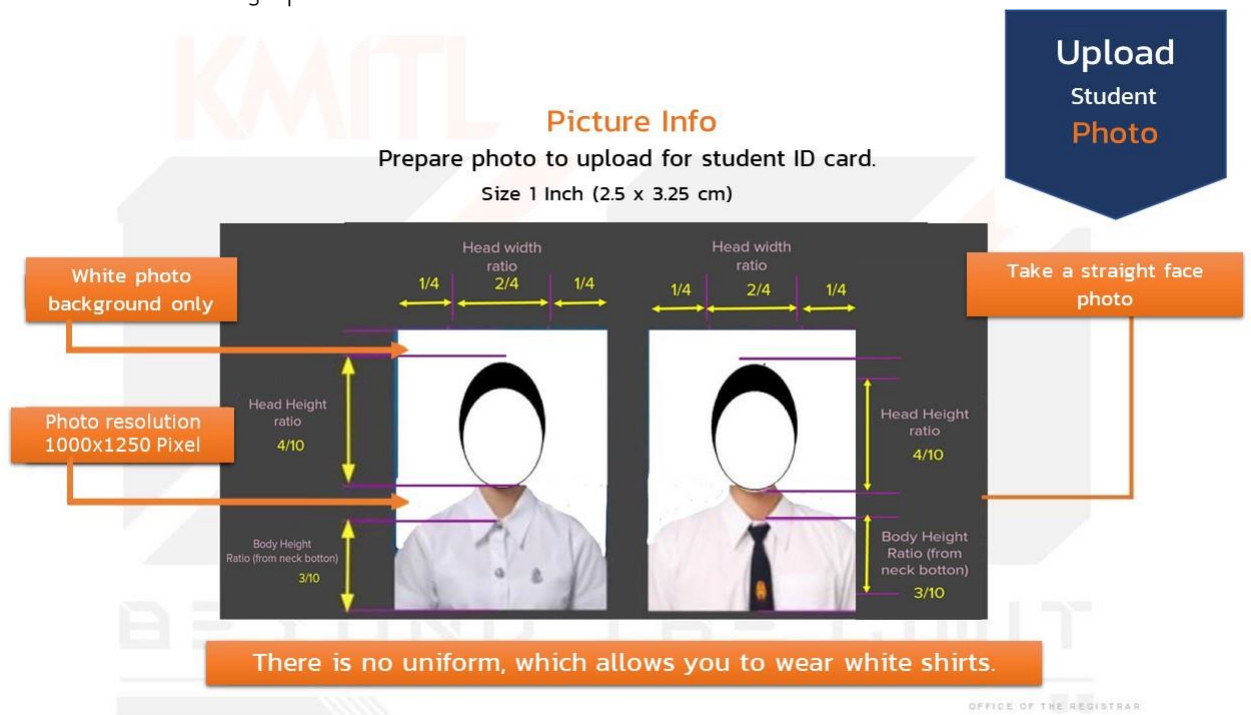 KMITL
Upload
Student
Photo
Picture Info
Prepare photo to upload for student ID card.
Size 1 Inch (2.5 x 3.25 cm)
White photo
background only
Head width
ratio
1/4 2/4 1/4
Head width
ratio
1/4 2/4 1/4
Take a straight face
photo
Head Height
ratio
4/10
Photo resolution
1000x1250 Pixel
Head Height
ratio
4/10
Body Height
Ratio (from neck botton)
3/10
Body Height
Ratio (from
neck botton)
3/10
BEYOND THE LIMIT
There is no uniform, which allows you to wear white shirts.
OFFICE OF THE REGISTRAR